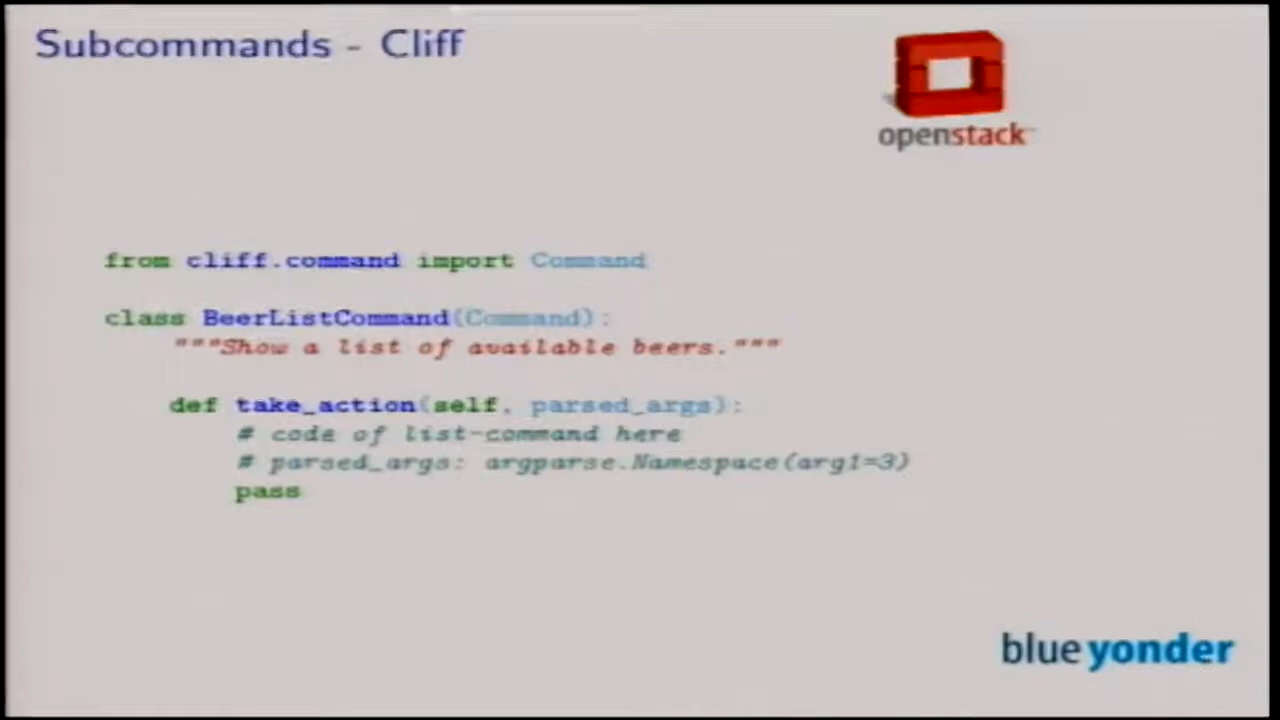 Subcommands - Cliff
openstack
from cliff.command import Command
class BeerListCommand(Command):
"""Show a list of available beers."""
def take_action(self, parsed_args):
# code of list-command here
# parsed_args: argparse.Namespace(arg1=3)
pass
blue yonder